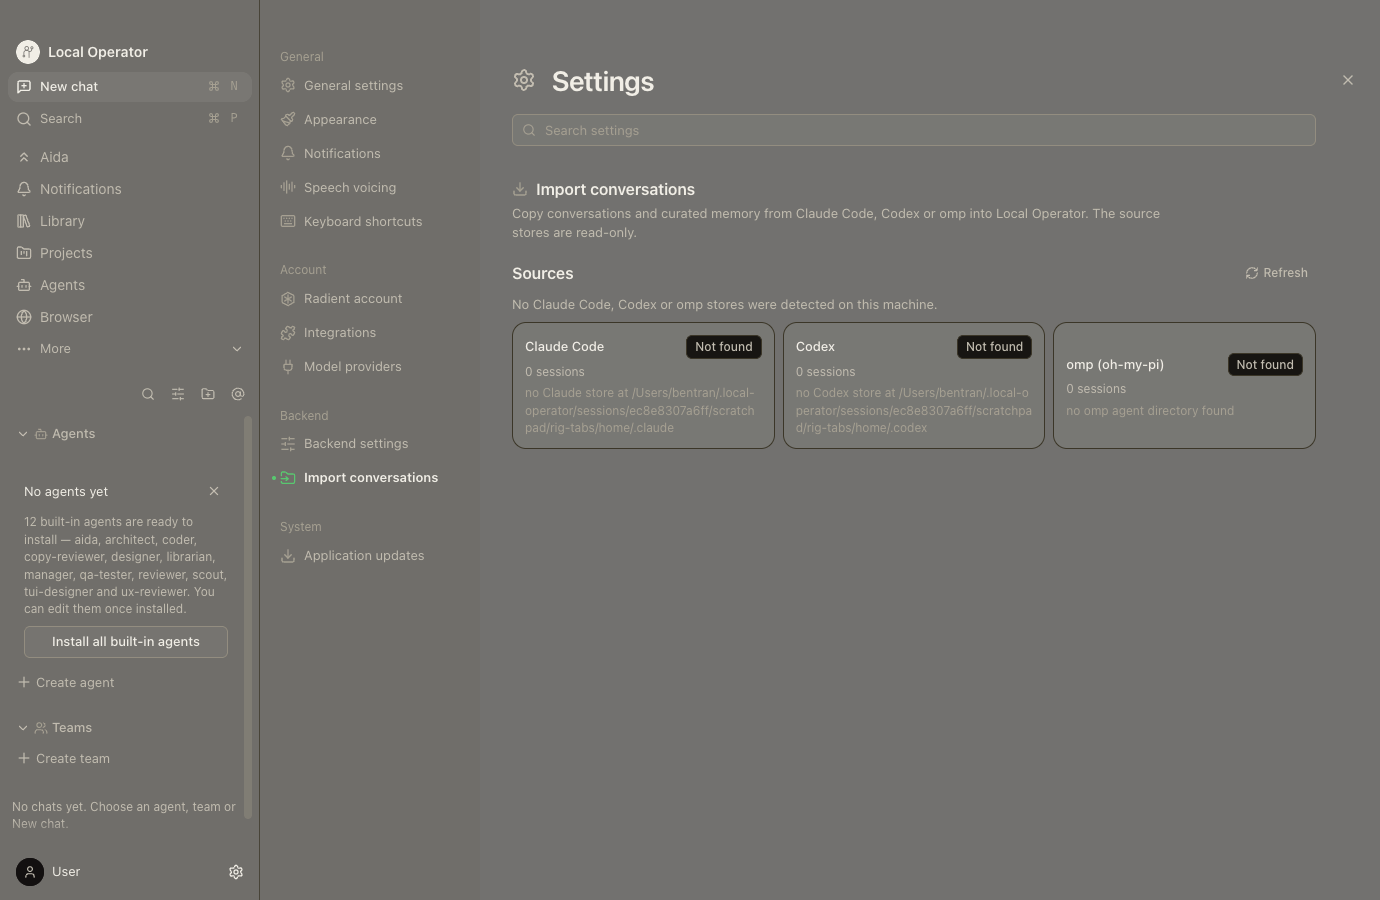 Local Operator
New chat ⌘ N
Search ⌘ P
Aida
Notifications
Library
Projects
Agents
Browser
More
Agents
No agents yet
12 built-in agents are ready to
install — aida, architect, coder,
copy-reviewer, designer, librarian,
manager, qa-tester, reviewer, scout,
tui-designer and ux-reviewer. You
can edit them once installed.
Install all built-in agents
Create agent
Teams
Create team
No chats yet. Choose an agent, team or
New chat.
User
General
General settings
Appearance
Notifications
Speech voicing
Keyboard shortcuts
Account
Radient account
Integrations
Model providers
Backend
Backend settings
Import conversations
System
Application updates
Settings
Search settings
Import conversations
Copy conversations and curated memory from Claude Code, Codex or omp into Local Operator. The source
stores are read-only.
Sources
Refresh
No Claude Code, Codex or omp stores were detected on this machine.
Claude Code Not found
0 sessions
no Claude store at /Users/bentran/.local-
operator/sessions/ec8e8307a6ff/scratch
pad/rig-tabs/home/.claude
Codex Not found
0 sessions
no Codex store at /Users/bentran/.local-o
perator/sessions/ec8e8307a6ff/scratchpa
d/rig-tabs/home/.codex
omp (oh-my-pi) Not found
0 sessions
no omp agent directory found